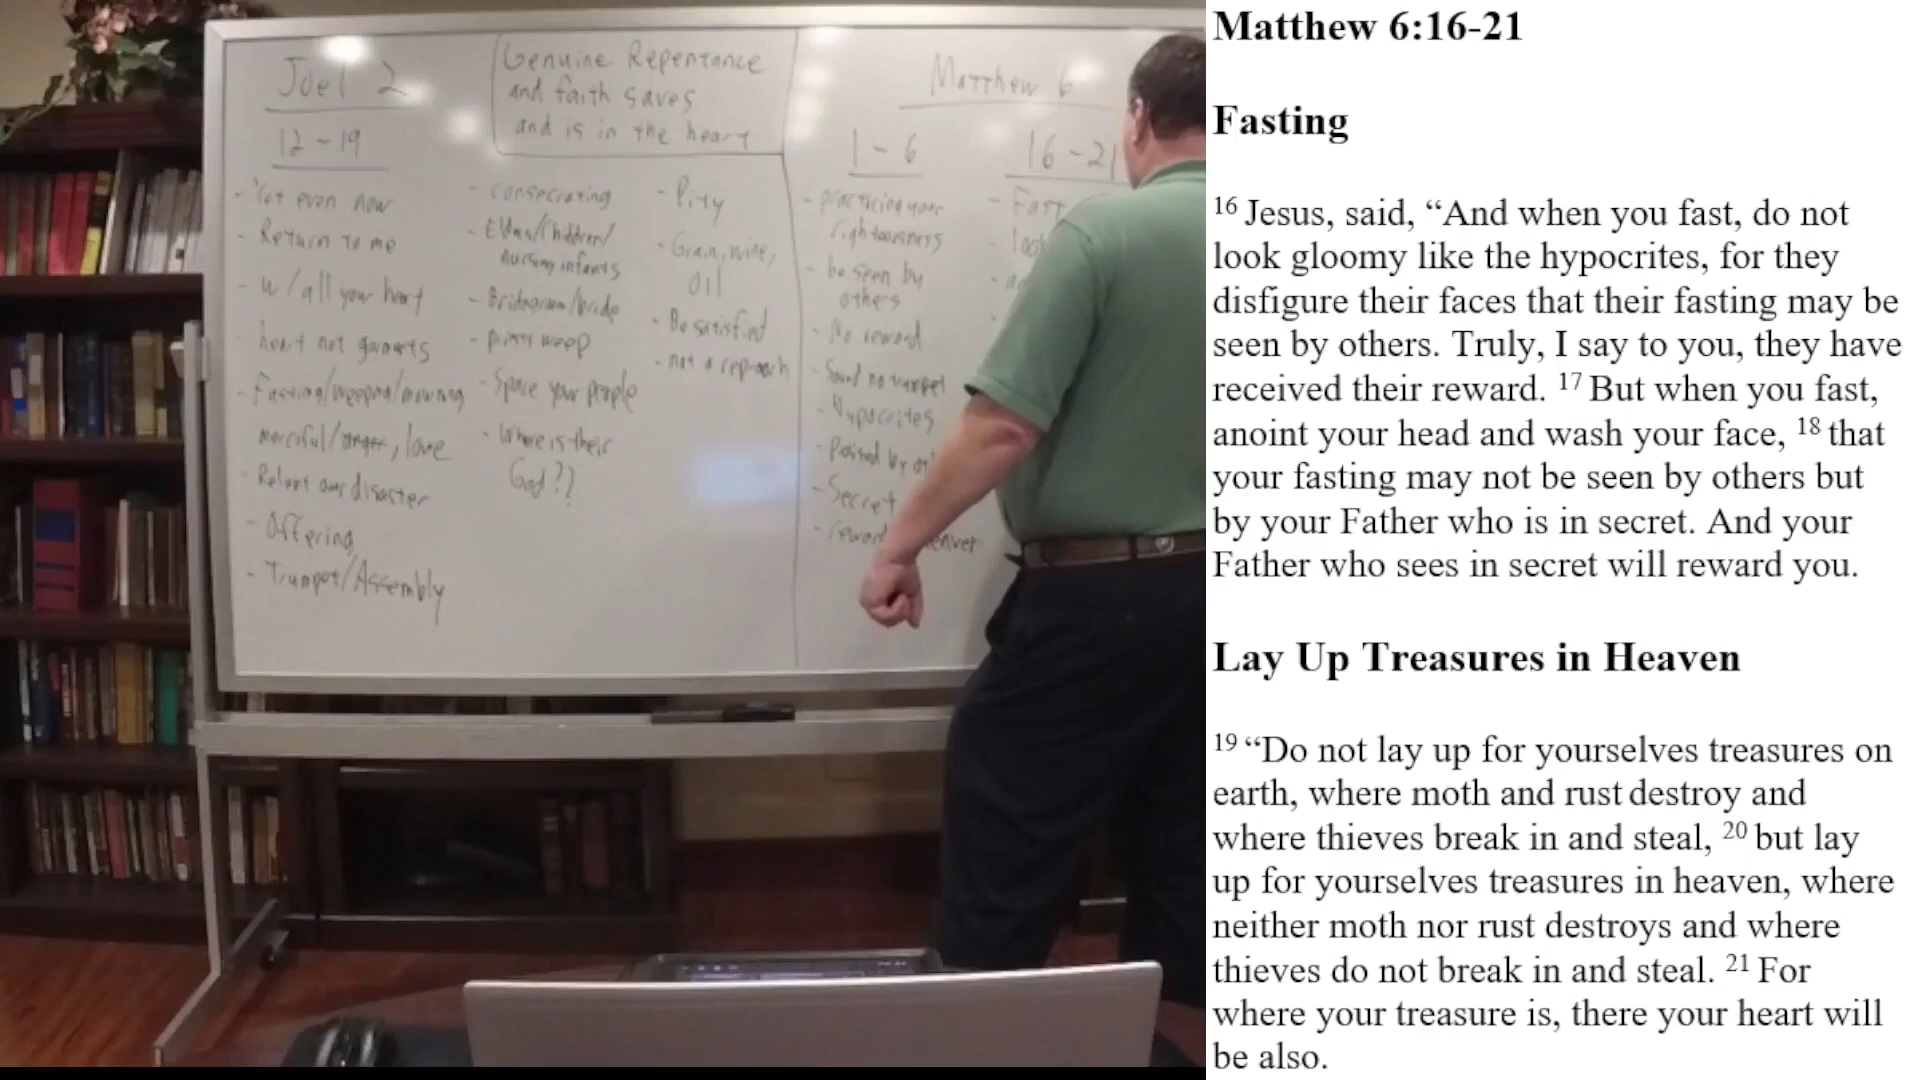 Joel 2
12-19
- Yet even now
- Return to me
- w/all your heart
heart not garments
- Fasting/weeping/mourning
merciful/anger, love
- Relent over disaster
- Offering
- Trumpet/Assembly
Genuine Repentance
and faith saves
and is in the heart
- consecrating
- Elders/Children/
nursing infants
- Bridegroom/bride
- priests weep
- Spare your people
- Where is their
God??
- Pity
- Grain, wine,
oil
- Be satisfied
- not a reproach
Matthew 6
1-6
- practicing your
righteousness
- be seen by
others
- No reward
- Sound no trumpet
- Hypocrites
- Praised by
- Secret
- reward
16-21
- Fast
Matthew 6:16-21
Fasting
16 Jesus, said, “And when you fast, do not
look gloomy like the hypocrites, for they
disfigure their faces that their fasting may be
seen by others. Truly, I say to you, they have
received their reward. 17 But when you fast,
anoint your head and wash your face, 18 that
your fasting may not be seen by others but
by your Father who is in secret. And your
Father who sees in secret will reward you.
Lay Up Treasures in Heaven
19 “Do not lay up for yourselves treasures on
earth, where moth and rust destroy and
where thieves break in and steal, 20 but lay
up for yourselves treasures in heaven, where
neither moth nor rust destroys and where
thieves do not break in and steal. 21 For
where your treasure is, there your heart will
be also.